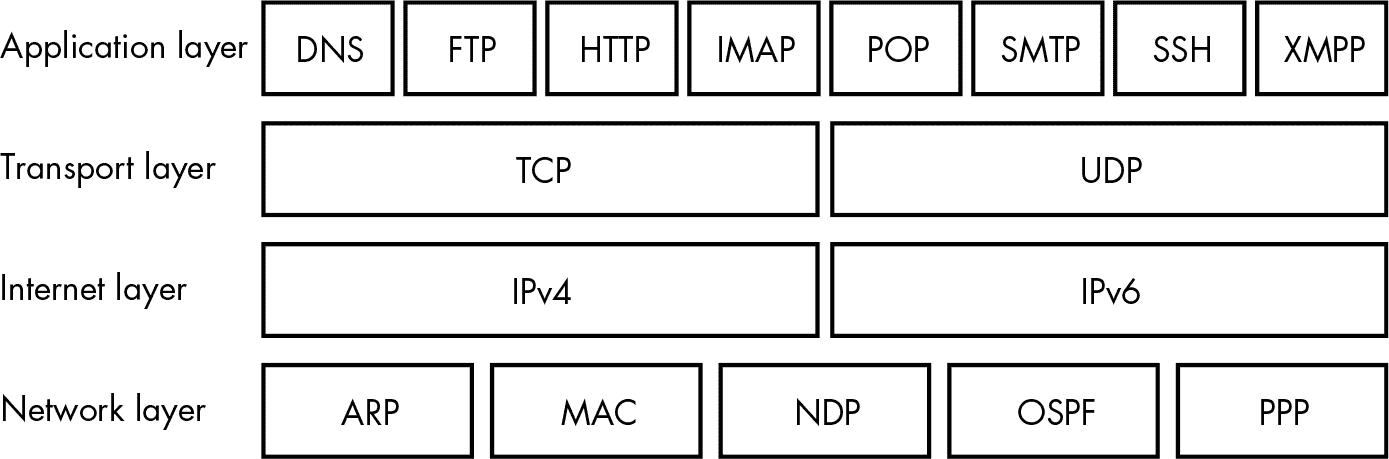 Application layer DNS FTP HTTP IMAP POP SMTP SSH XMPP
Transport layer TCP UDP
Internet layer IPv4 IPv6
Network layer ARP MAC NDP OSPF PPP